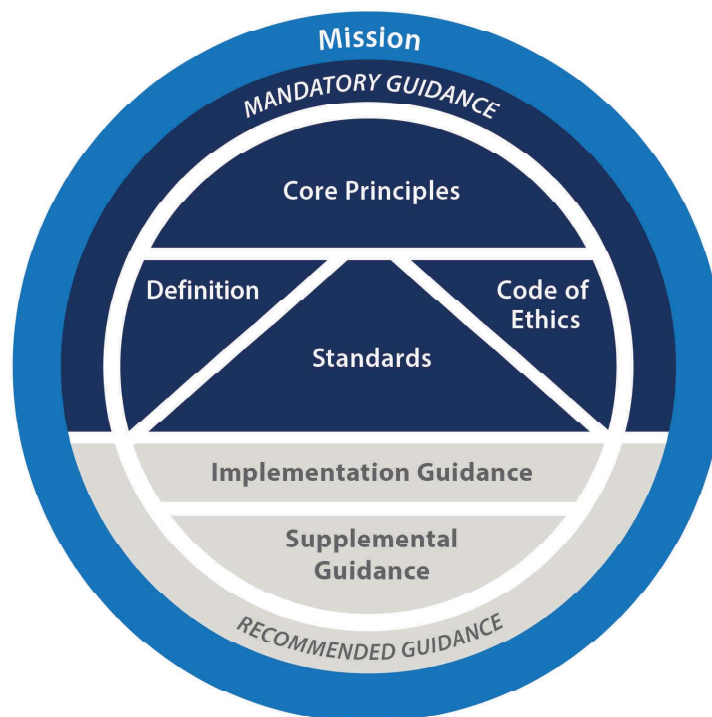 Mission
MANDATORY GUIDANCE
Core Principles
Definition
Code of
Ethics
Standards
Implementation Guidance
Supplemental
Guidance
RECOMMENDED GUIDANCE